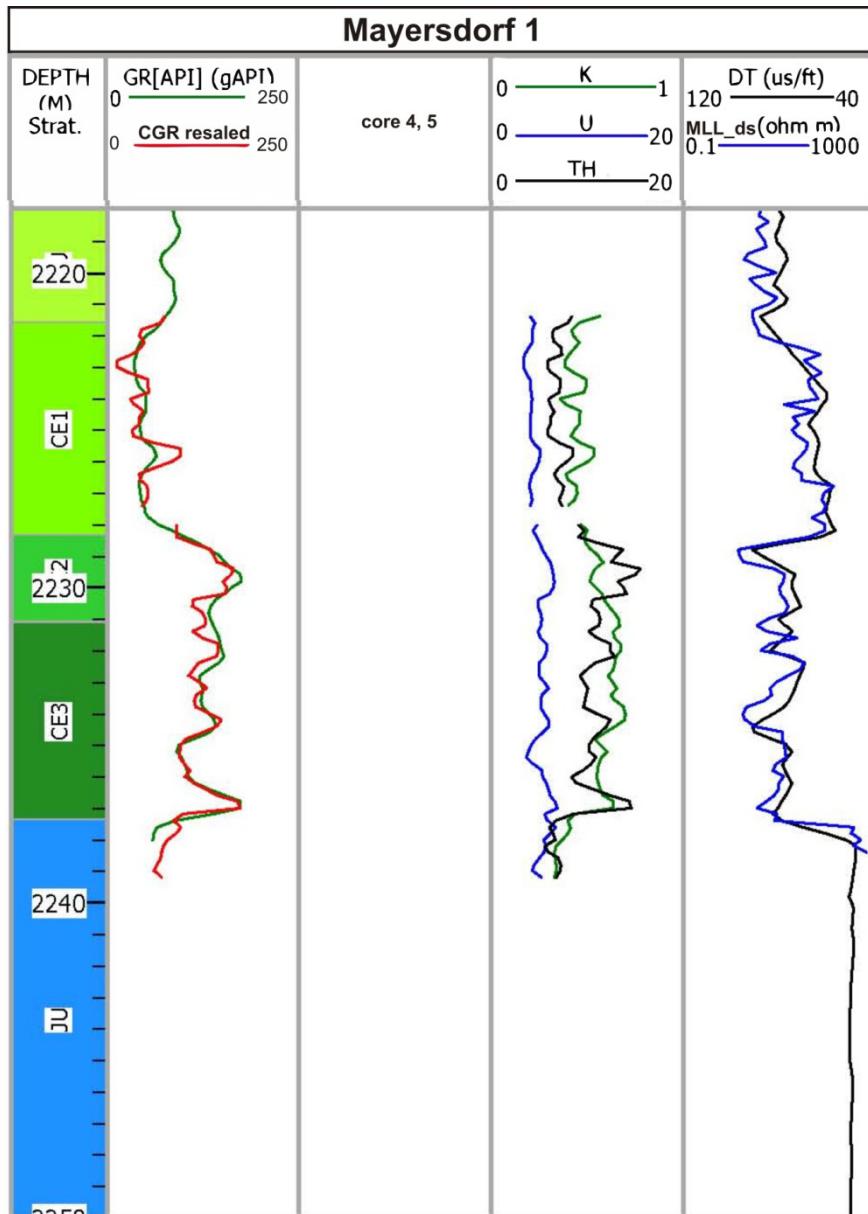 Mayersdorf 1
DEPTH
(M)
Strat.
GR[API] (gAPI)
0 250
CGR resaled
0 250
core 4, 5
K
0 1
U
0 20
TH
0 20
DT (us/ft)
120 40
MLL_ds(ohm m)
0.1 1000
2220
CE1
2230
CE3
2240
JU